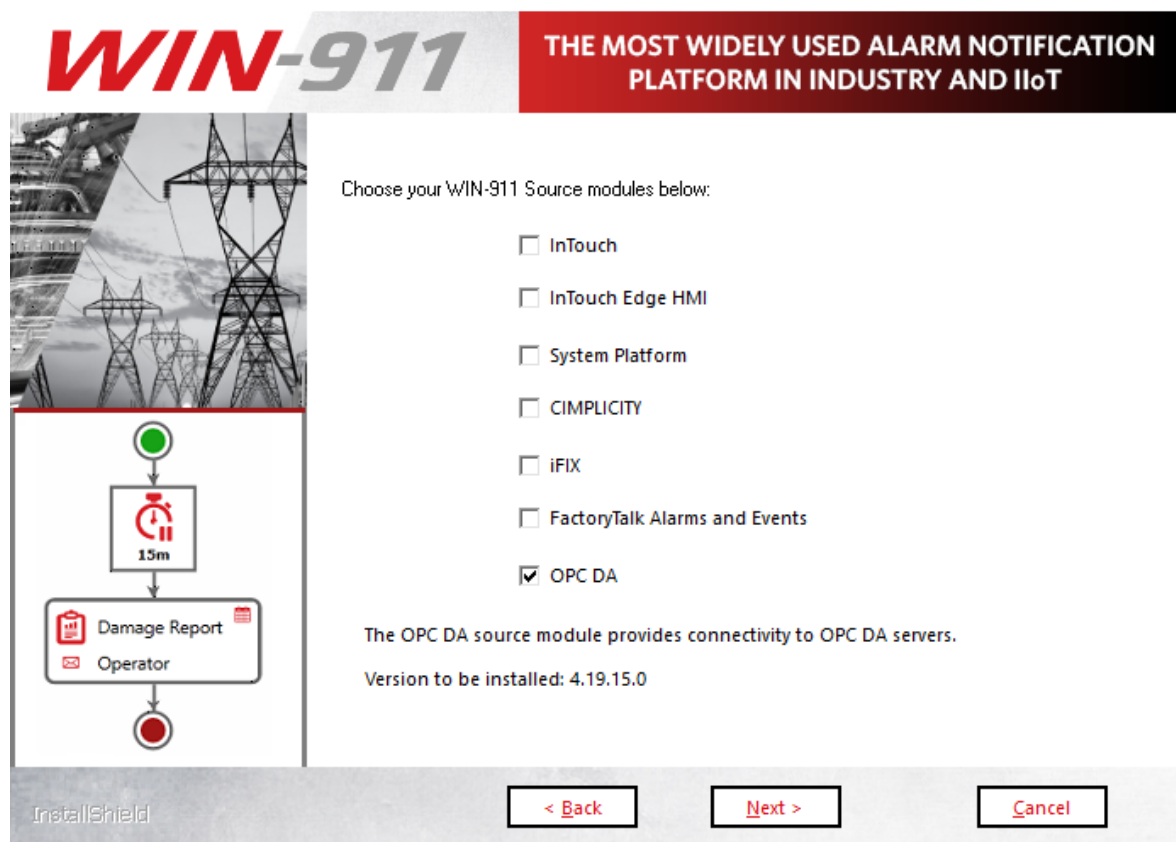 WIN-911
THE MOST WIDELY USED ALARM NOTIFICATION
PLATFORM IN INDUSTRY AND IIoT
Choose your WIN-911 Source modules below:
InTouch
InTouch Edge HMI
System Platform
CIMPLICITY
iFIX
FactoryTalk Alarms and Events
OPC DA
The OPC DA source module provides connectivity to OPC DA servers.
Version to be installed: 4.19.15.0
15m
Damage Report
Operator
InstallShield
< Back
Next >
Cancel